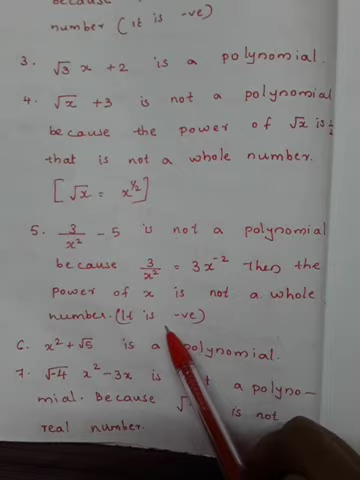 because
number (it is -ve)
3. √3 x + 2 is a polynomial.
4. √x + 3 is not a polynomial
because the power of √x is ½
that is not a whole number.
[√x = x^1/2]
5. 3/x² - 5 is not a polynomial
because 3/x² = 3x^-2 Then the
power of x is not a whole
number. (It is -ve)
6. x² + √5 is a polynomial.
7. √-4 x² - 3x is t a polyno-
mial. Because √ is not
real number.